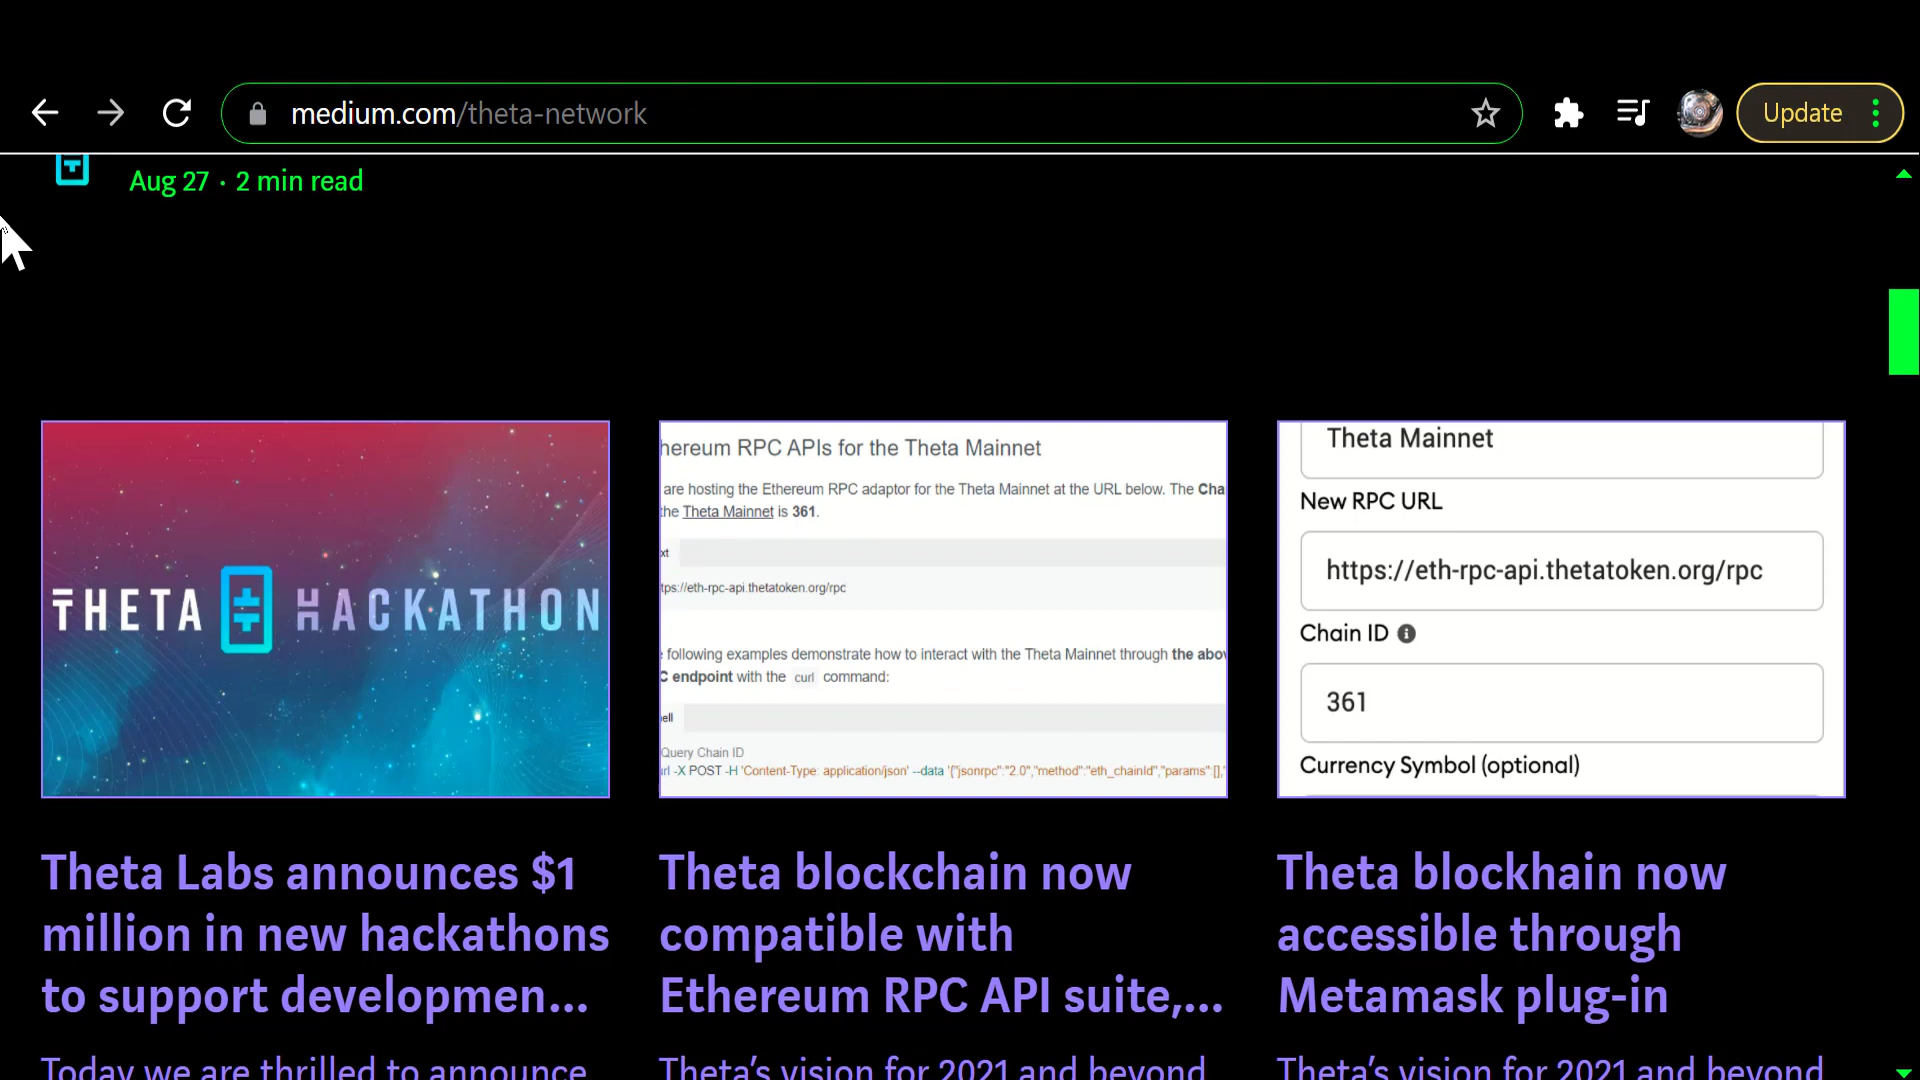 medium.com/theta-network
Update
Aug 27 · 2 min read
THETA HACKATHON
hereum RPC APIs for the Theta Mainnet
are hosting the Ethereum RPC adaptor for the Theta Mainnet at the URL below. The Cha
the Theta Mainnet is 361.
xt
tps://eth-rpc-api.thetatoken.org/rpc
following examples demonstrate how to interact with the Theta Mainnet through the abov
C endpoint with the curl command:
ell
Query Chain ID
url -X POST -H 'Content-Type: application/json' --data '{"jsonrpc":"2.0","method":"eth_chainId","params":[],"
Theta Mainnet
New RPC URL
https://eth-rpc-api.thetatoken.org/rpc
Chain ID
361
Currency Symbol (optional)
Theta Labs announces $1
million in new hackathons
to support developmen...
Today we are thrilled to announce
Theta blockchain now
compatible with
Ethereum RPC API suite,...
Theta's vision for 2021 and beyond
Theta blockhain now
accessible through
Metamask plug-in
Theta's vision for 2021 and beyond